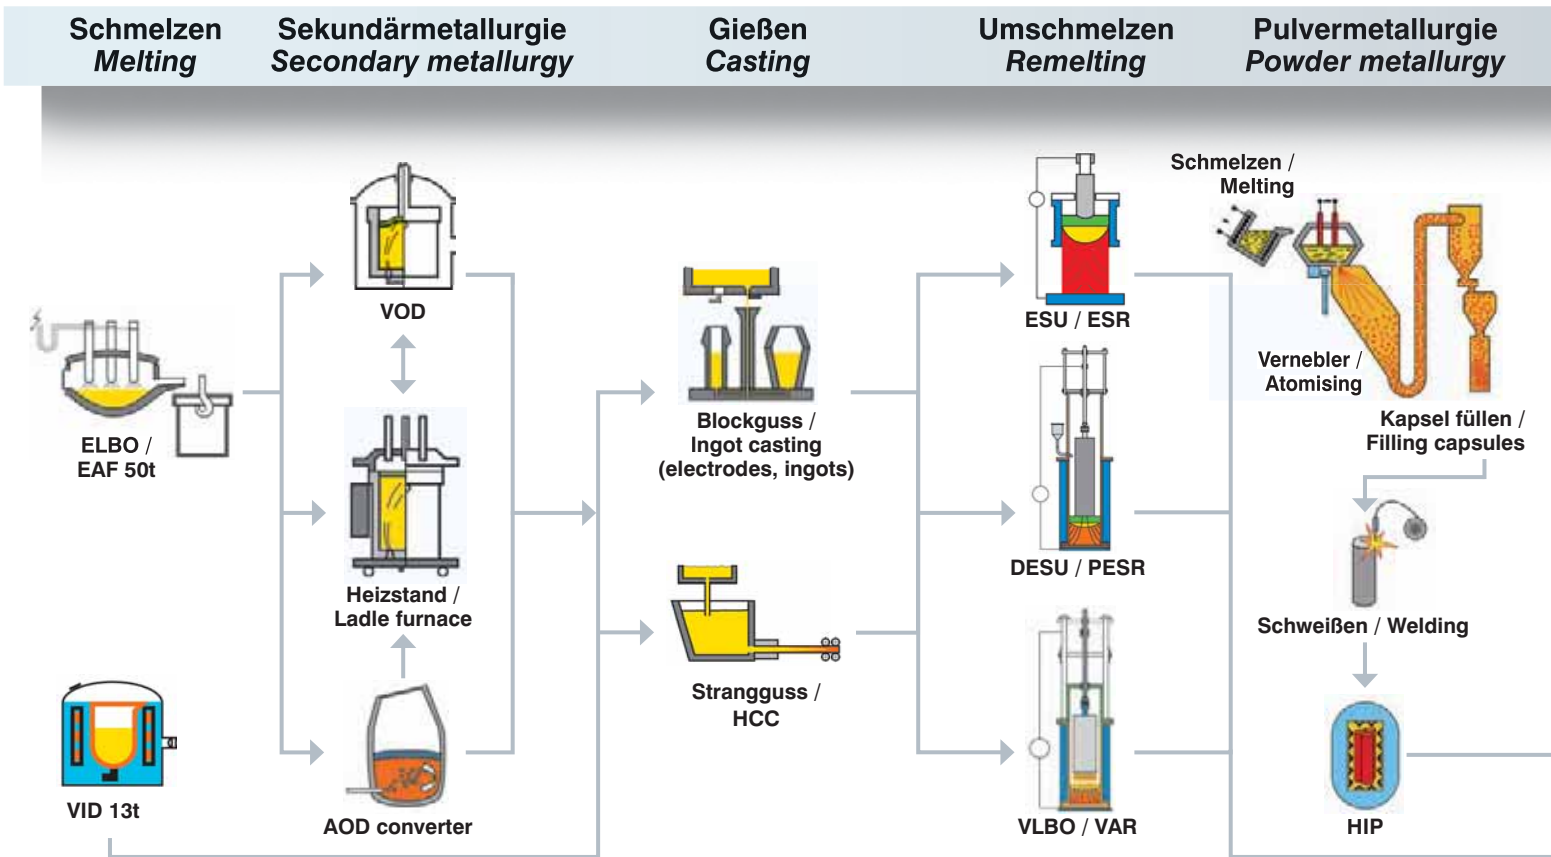 Schmelzen
Melting
Sekundärmetallurgie
Secondary metallurgy
Gießen
Casting
Umschmelzen
Remelting
Pulvermetallurgie
Powder metallurgy
ELBO /
EAF 50t
VID 13t
VOD
Heizstand /
Ladle furnace
AOD converter
Blockguss /
Ingot casting
(electrodes, ingots)
Strangguss /
HCC
ESU / ESR
DESU / PESR
VLBO / VAR
Schmelzen /
Melting
Vernebler /
Atomising
Kapsel füllen /
Filling capsules
Schweißen / Welding
HIP